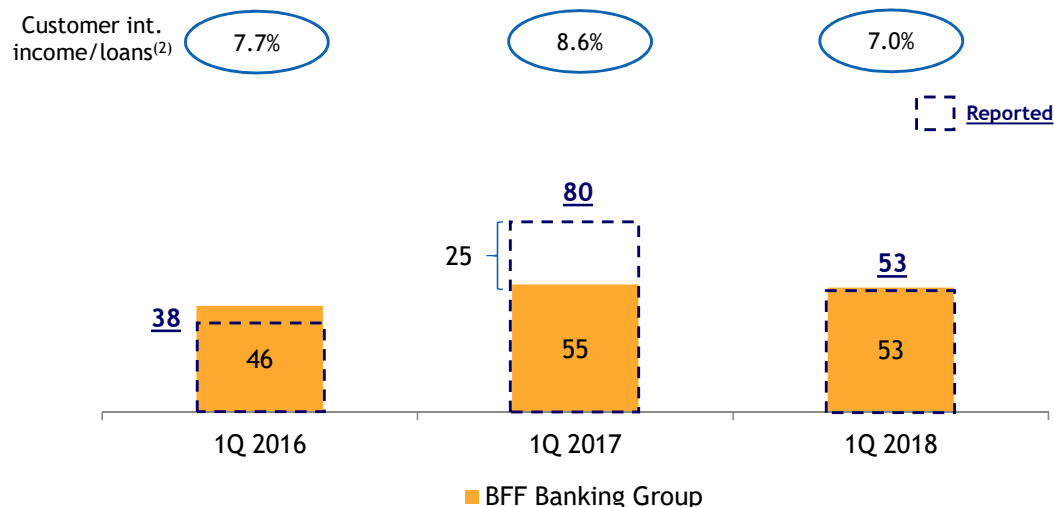 Customer int.
income/loans(2)
7.7%
8.6%
7.0%
Reported
80
25
53
38
46
55
53
1Q 2016
1Q 2017
1Q 2018
BFF Banking Group